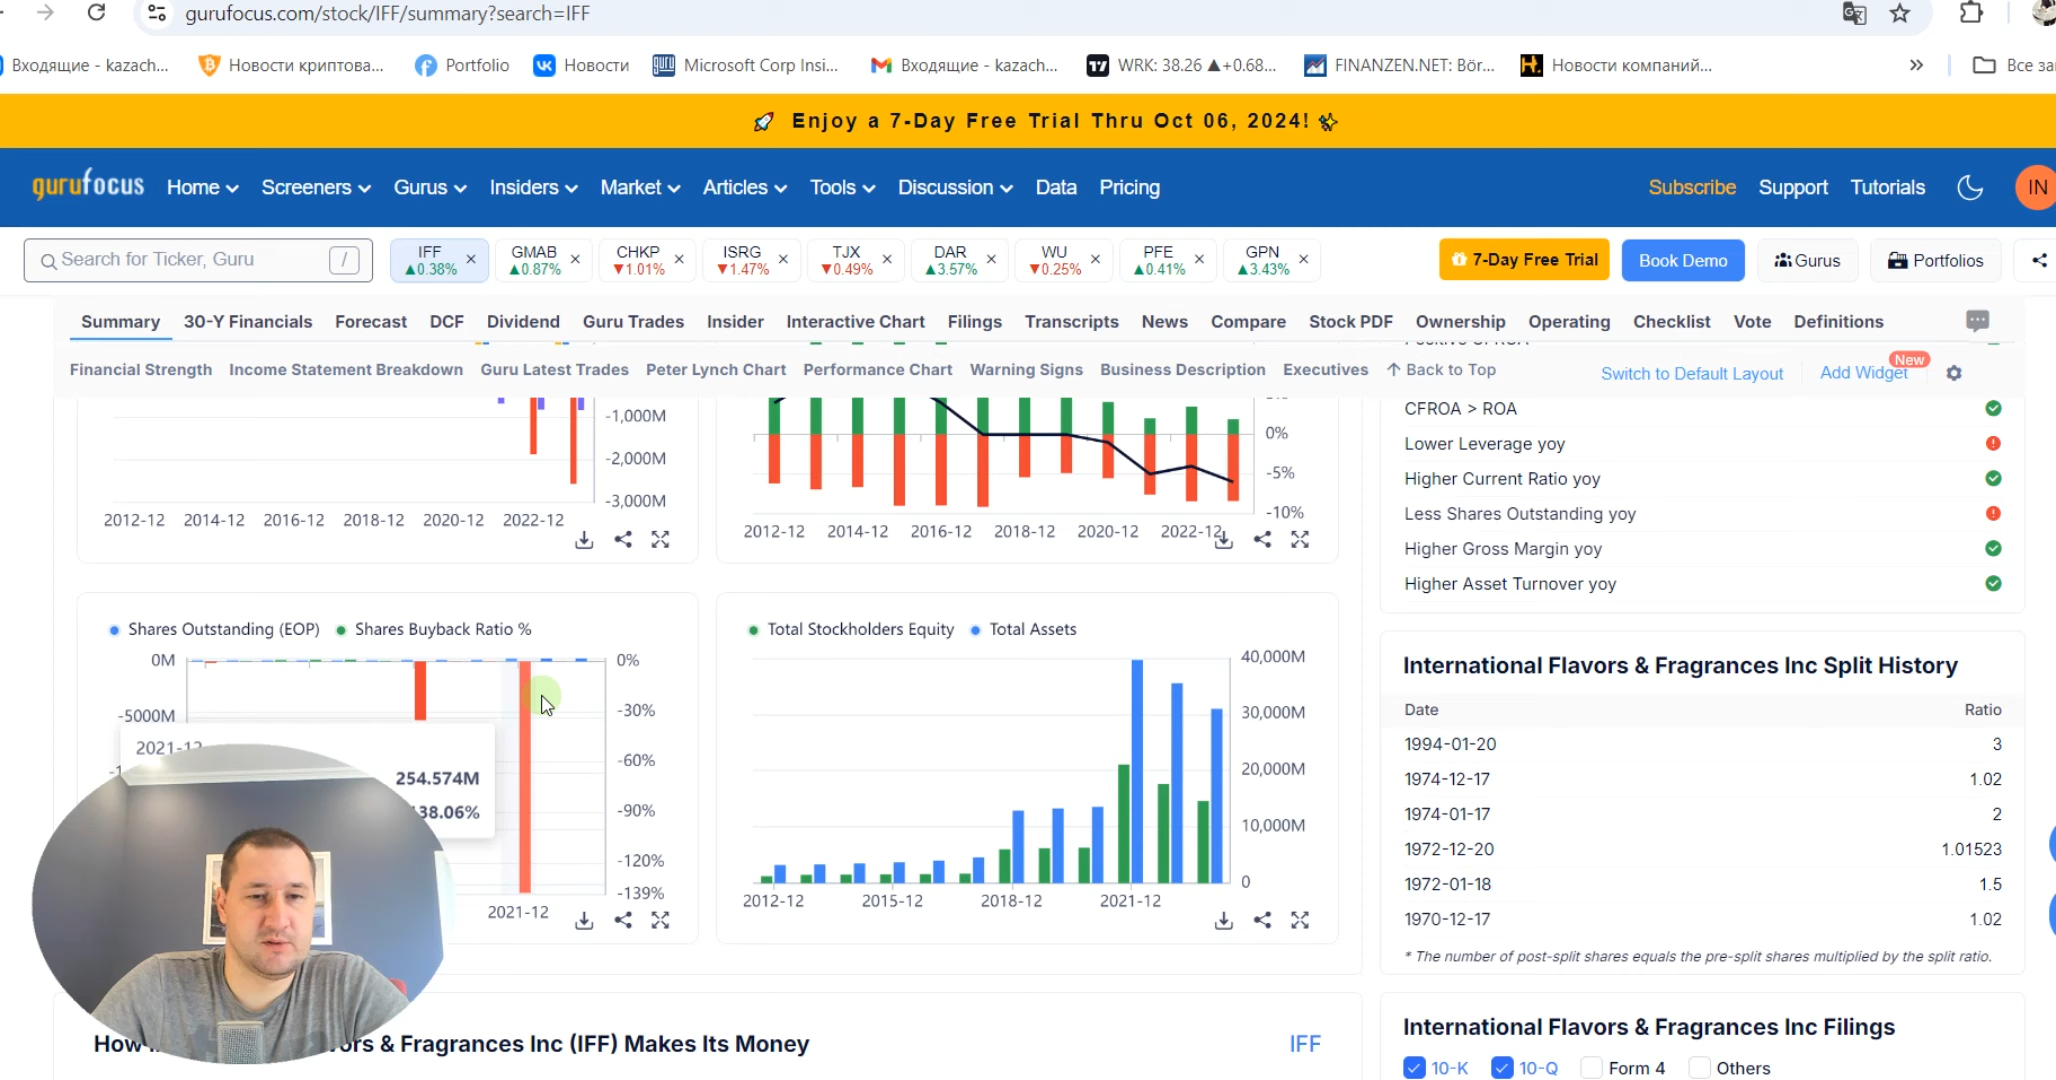 gurufocus.com/stock/IFF/summary?search=IFF
Входящие - kazach... Новости криптова... Portfolio Новости Microsoft Corp Insi... Входящие - kazach... WRK: 38.26 ▲+0.68... FINANZEN.NET: Bör... Новости компаний... » Все за
Enjoy a 7-Day Free Trial Thru Oct 06, 2024!
gurufocus Home Screeners Gurus Insiders Market Articles Tools Discussion Data Pricing Subscribe Support Tutorials IN
Search for Ticker, Guru / IFF ▲0.38% × GMAB ▲0.87% × CHKP ▼1.01% × ISRG ▼1.47% × TJX ▼0.49% × DAR ▲3.57% × WU ▼0.25% × PFE ▲0.41% × GPN ▲3.43% × 7-Day Free Trial Book Demo Gurus Portfolios
Summary 30-Y Financials Forecast DCF Dividend Guru Trades Insider Interactive Chart Filings Transcripts News Compare Stock PDF Ownership Operating Checklist Vote Definitions
Financial Strength Income Statement Breakdown Guru Latest Trades Peter Lynch Chart Performance Chart Warning Signs Business Description Executives ↑ Back to Top Switch to Default Layout Add Widget New
-1,000M
-2,000M
-3,000M
2012-12 2014-12 2016-12 2018-12 2020-12 2022-12
0%
-5%
-10%
2012-12 2014-12 2016-12 2018-12 2020-12 2022-12
CFROA > ROA
Lower Leverage yoy
Higher Current Ratio yoy
Less Shares Outstanding yoy
Higher Gross Margin yoy
Higher Asset Turnover yoy
Shares Outstanding (EOP) Shares Buyback Ratio %
0M 0%
-5000M -30%
-60%
-90%
-120%
-139%
2021-12
254.574M
38.06%
2021-12
Total Stockholders Equity Total Assets
40,000M
30,000M
20,000M
10,000M
0
2012-12 2015-12 2018-12 2021-12
International Flavors & Fragrances Inc Split History
Date Ratio
1994-01-20 3
1974-12-17 1.02
1974-01-17 2
1972-12-20 1.01523
1972-01-18 1.5
1970-12-17 1.02
* The number of post-split shares equals the pre-split shares multiplied by the split ratio.
How ors & Fragrances Inc (IFF) Makes Its Money IFF
International Flavors & Fragrances Inc Filings
10-K 10-Q Form 4 Others